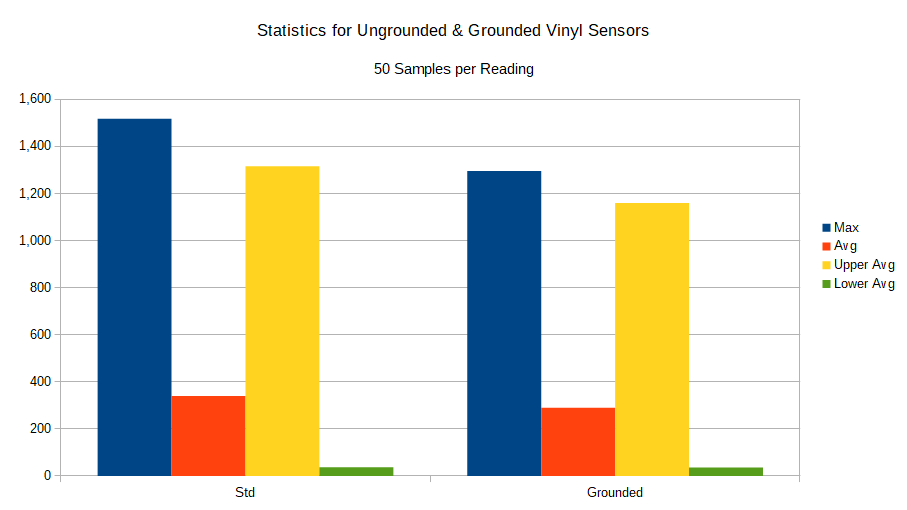 Statistics for Ungrounded & Grounded Vinyl Sensors
50 Samples per Reading
1,600
1,400
1,200
1,000
800
600
400
200
0
Std
Grounded
Max
Avg
Upper Avg
Lower Avg